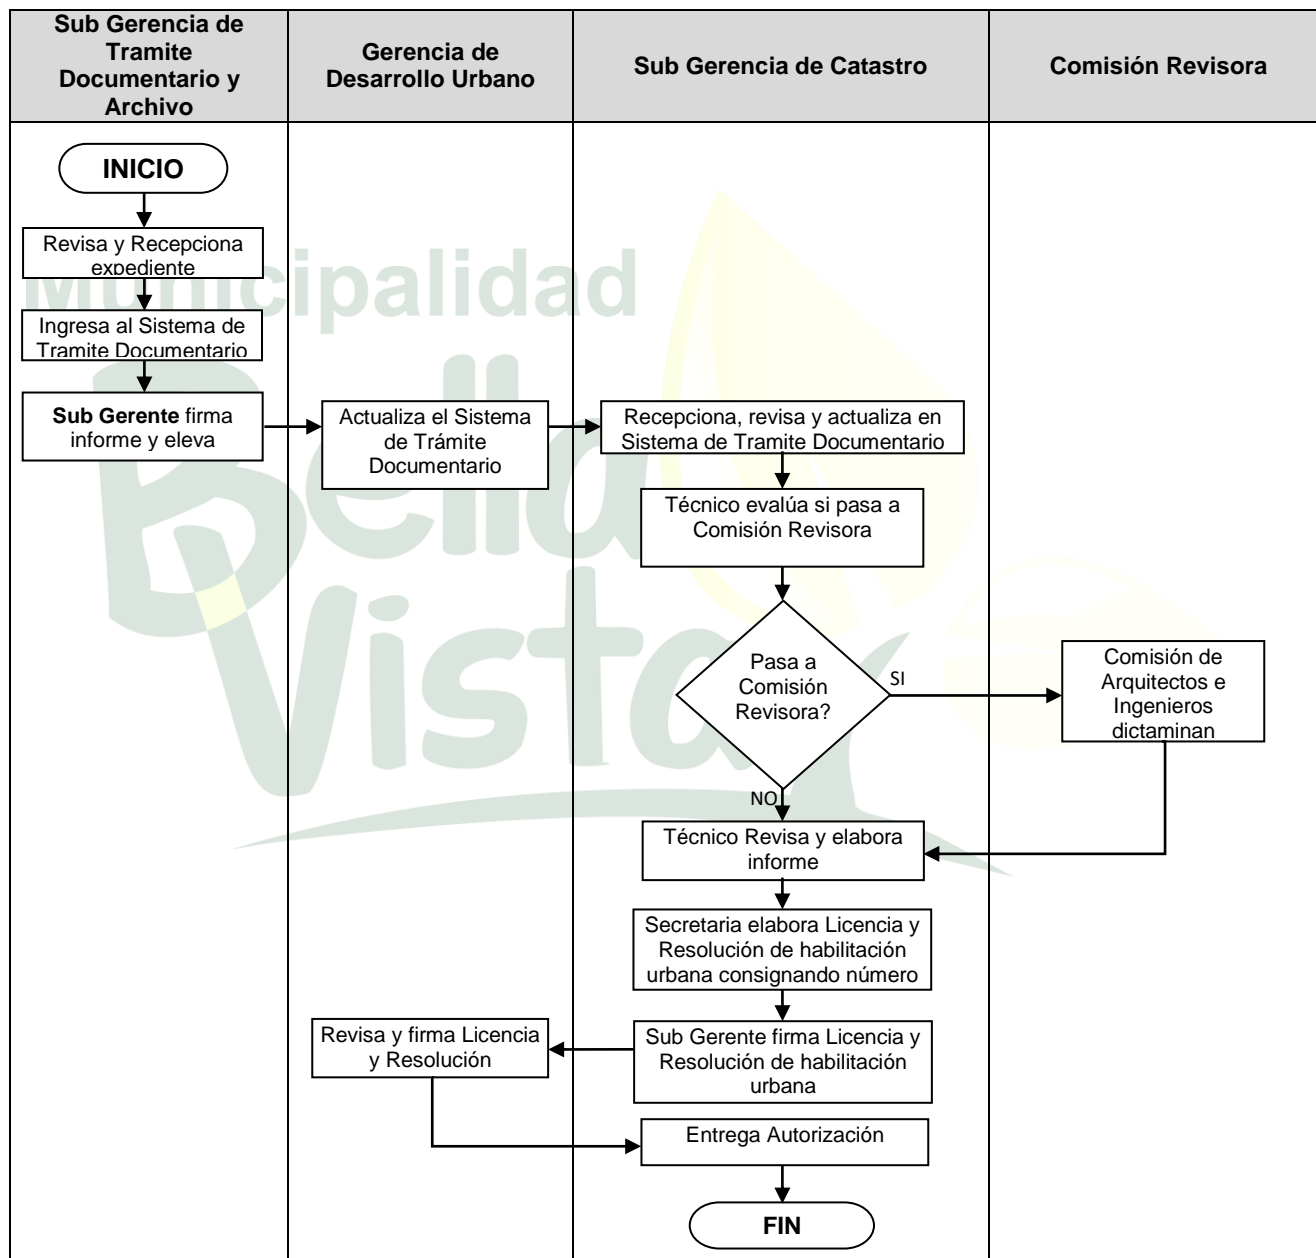 Sub Gerencia de
Tramite
Documentario y
Archivo
Gerencia de
Desarrollo Urbano
Sub Gerencia de Catastro
Comisión Revisora
INICIO
Revisa y Recepciona
expediente
Municipalidad
Ingresa al Sistema de
Tramite Documentario
Bella
Vista
Sub Gerente firma
informe y eleva
Actualiza el Sistema
de Trámite
Documentario
Recepciona, revisa y actualiza en
Sistema de Tramite Documentario
Técnico evalúa si pasa a
Comisión Revisora
Pasa a
Comisión
Revisora?
SI
Comisión de
Arquitectos e
Ingenieros
dictaminan
NO
Técnico Revisa y elabora
informe
Secretaria elabora Licencia y
Resolución de habilitación
urbana consignando número
Sub Gerente firma Licencia y
Resolución de habilitación
urbana
Revisa y firma Licencia
y Resolución
Entrega Autorización
FIN